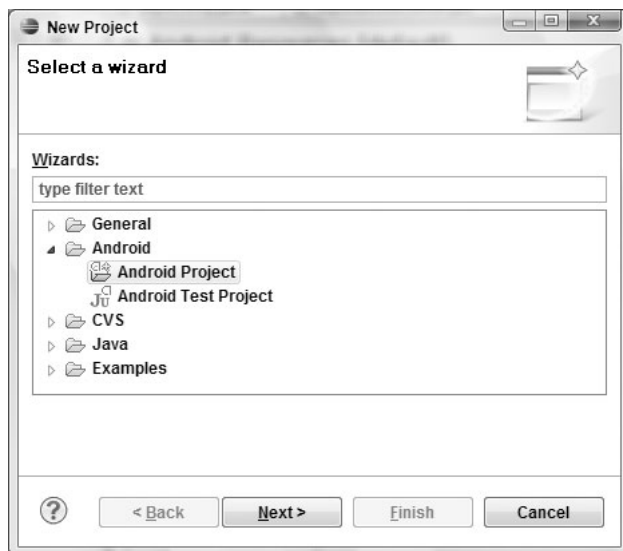 New Project
Select a wizard
Wizards:
type filter text
General
Android
Android Project
Android Test Project
CVS
Java
Examples
? < Back Next > Finish Cancel